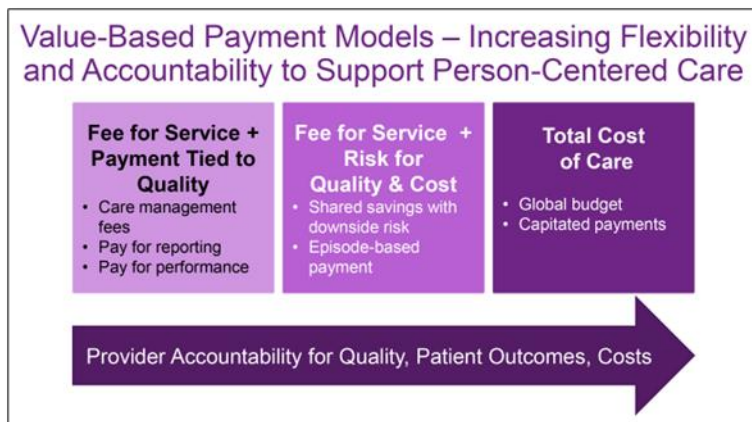 Value-Based Payment Models – Increasing Flexibility
and Accountability to Support Person-Centered Care
Fee for Service +
Payment Tied to
Quality
• Care management
fees
• Pay for reporting
• Pay for performance
Fee for Service +
Risk for
Quality & Cost
• Shared savings with
downside risk
• Episode-based
payment
Total Cost
of Care
• Global budget
• Capitated payments
Provider Accountability for Quality, Patient Outcomes, Costs